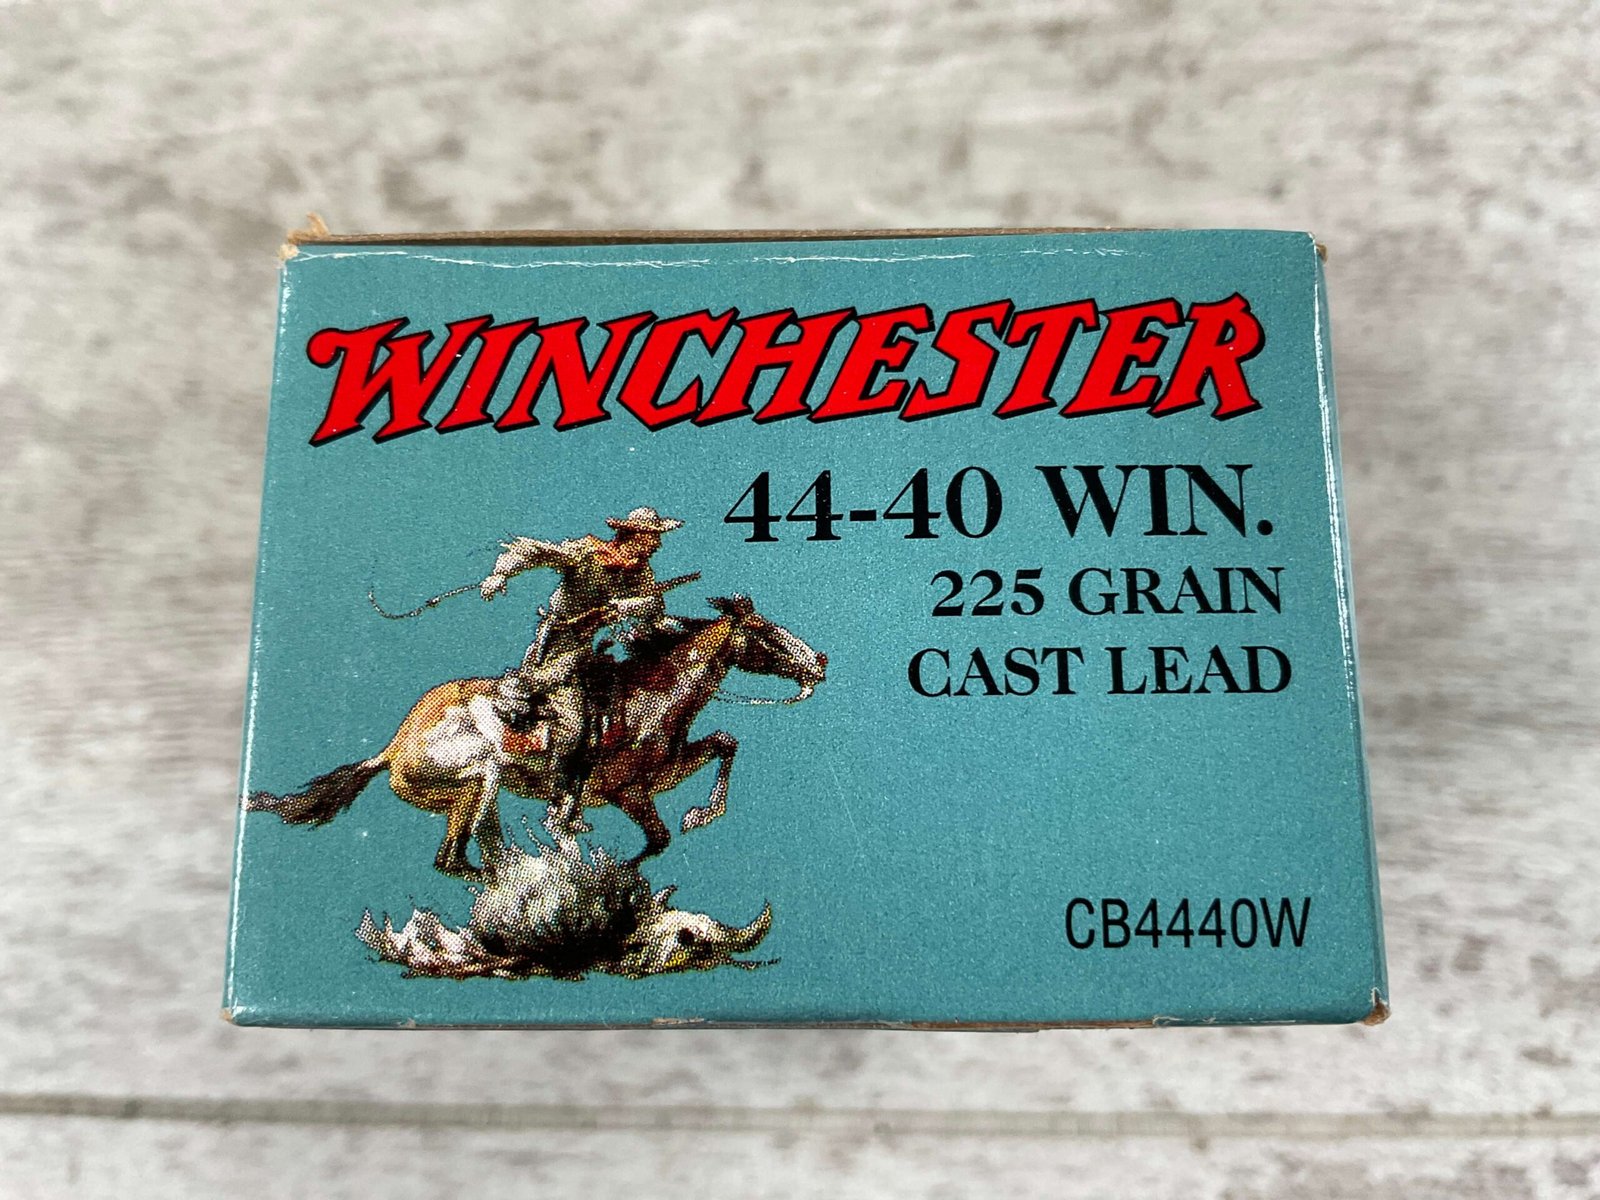 WINCHESTER
44-40 WIN.
225 GRAIN
CAST LEAD
CB4440W